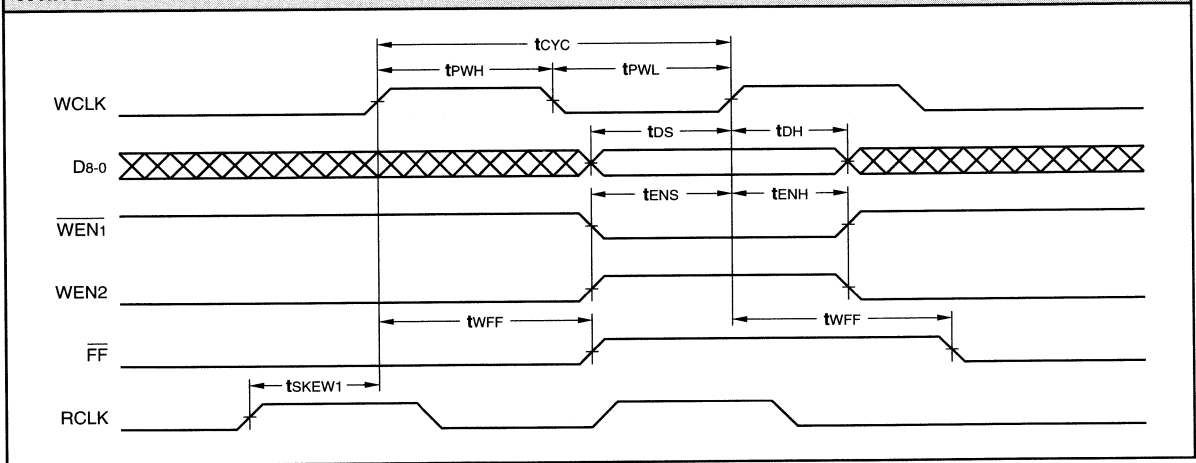 tCYC
tPWH
tPWL
WCLK
tDS
tDH
D8-0
tENS
tENH
WEN1
WEN2
tWFF
tWFF
FF
tSKEW1
RCLK